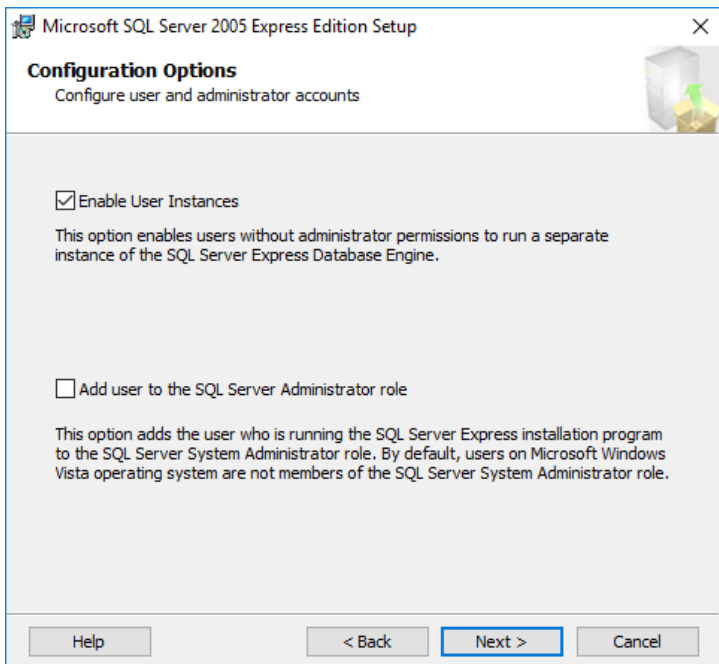 Microsoft SQL Server 2005 Express Edition Setup
Configuration Options
Configure user and administrator accounts
Enable User Instances
This option enables users without administrator permissions to run a separate
instance of the SQL Server Express Database Engine.
Add user to the SQL Server Administrator role
This option adds the user who is running the SQL Server Express installation program
to the SQL Server System Administrator role. By default, users on Microsoft Windows
Vista operating system are not members of the SQL Server System Administrator role.
Help
< Back
Next >
Cancel